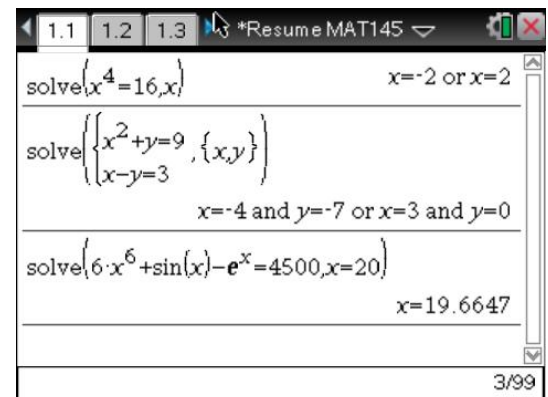 1.1 1.2 1.3 *Resume MAT145
solve(x^4=16,x) x=-2 or x=2
solve({x^2+y=9
x-y=3 ,{x,y})
x=-4 and y=-7 or x=3 and y=0
solve(6·x^6+sin(x)-e^x=4500,x=20)
x=19.6647
3/99